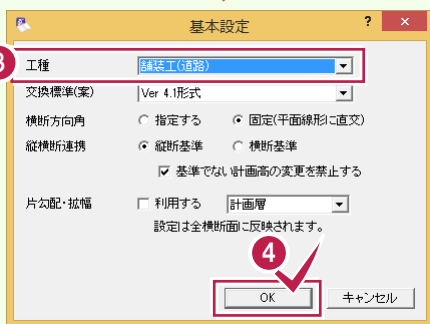 基本設定
? ×
3
工種 舗装工(道路)
交換標準(案) Ver 4.1形式
横断方向角 指定する 固定(平面線形に直交)
縦横断連携 縦断基準 横断基準
基準でない計画高の変更を禁止する
片勾配・拡幅 利用する 計画層
設定は全横断面に反映されます。
4
OK キャンセル